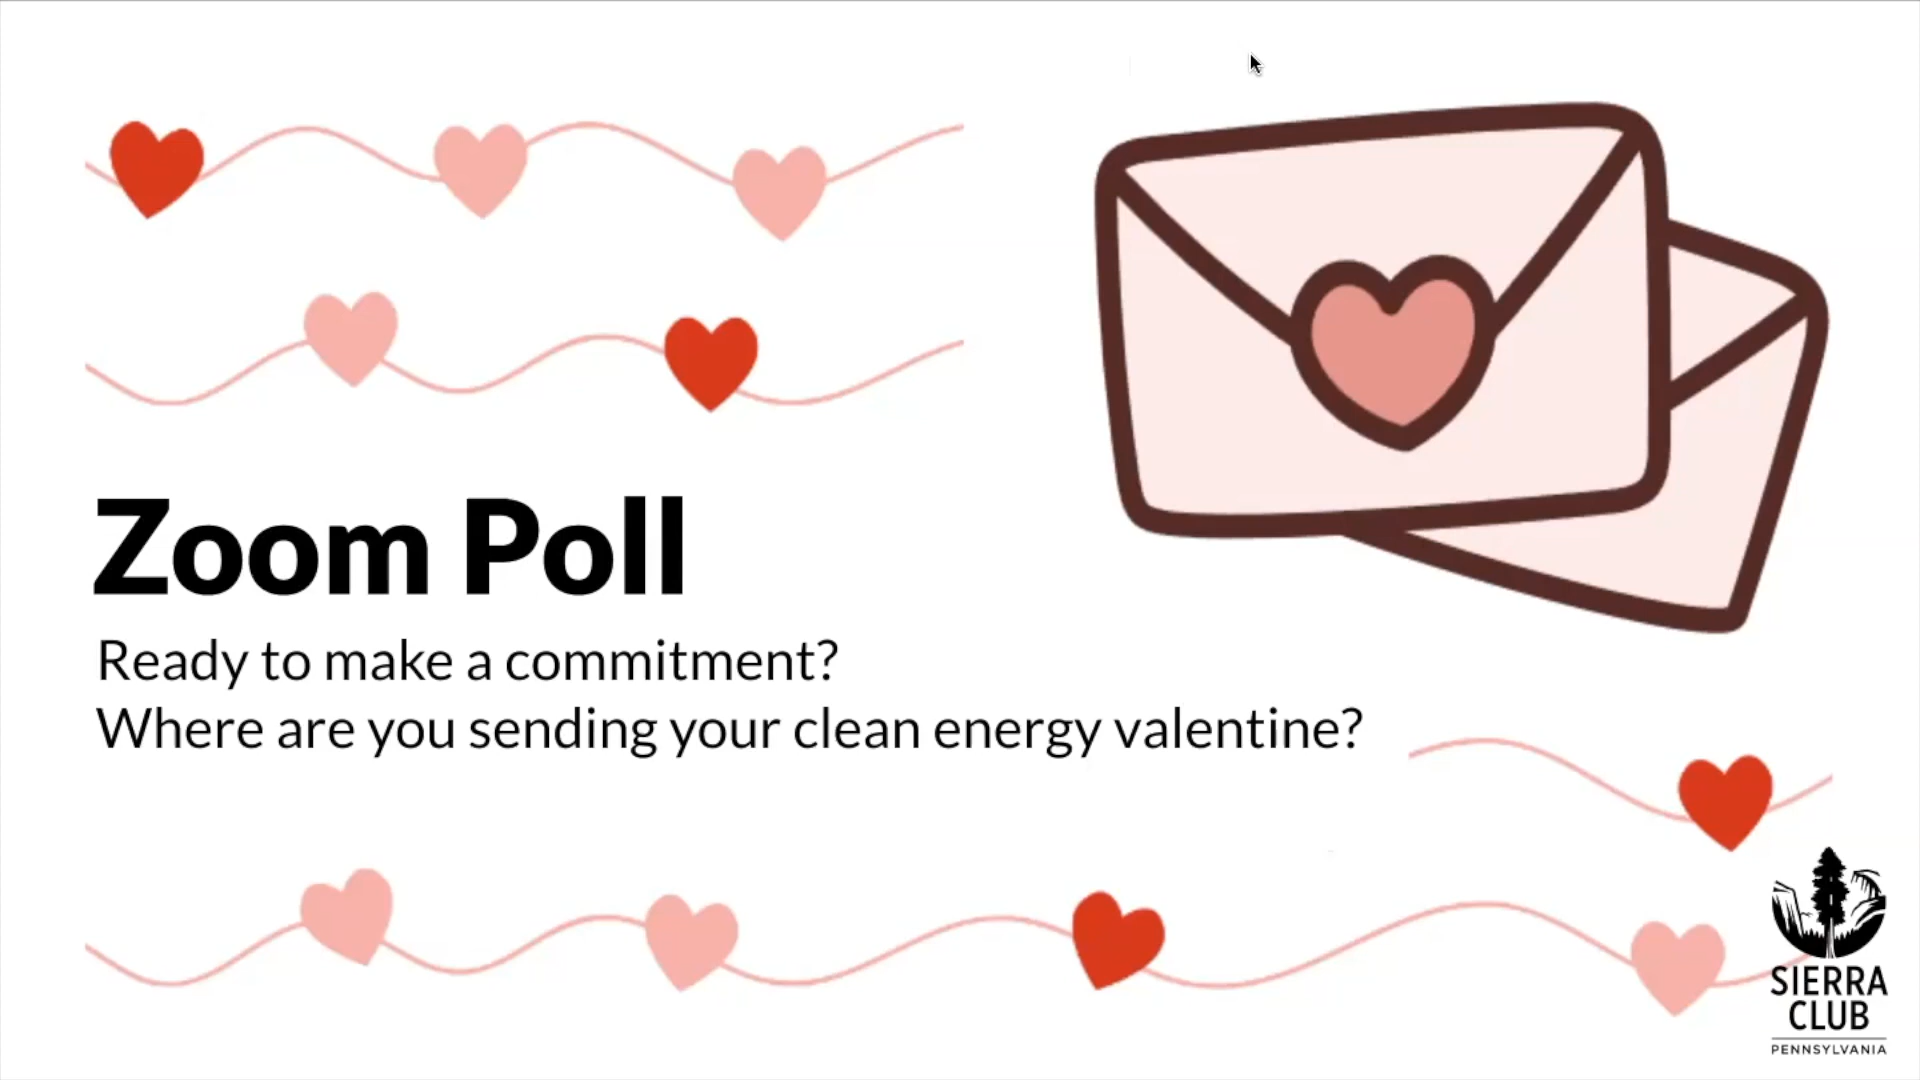 Zoom Poll
Ready to make a commitment?
Where are you sending your clean energy valentine?
SIERRA
CLUB
PENNSYLVANIA